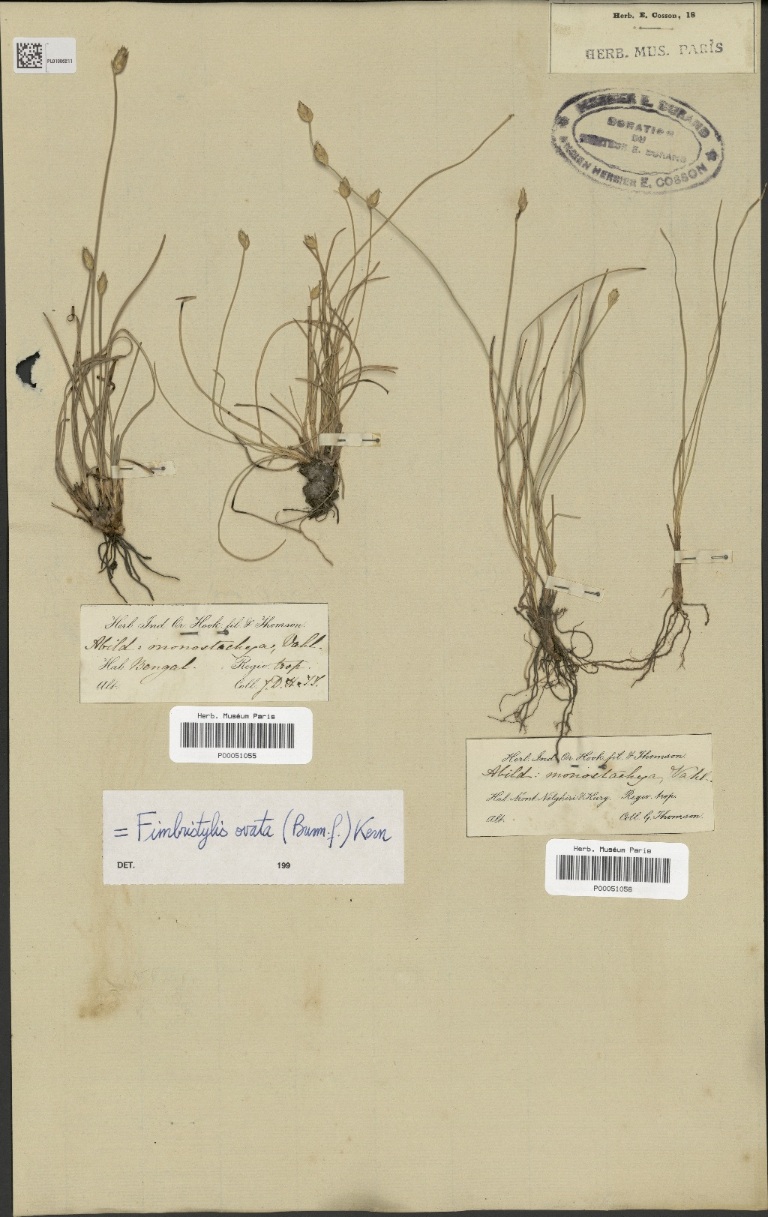 Herb. E. Cosson, 18
HERB. MUS. PARIS
HERBIER E. DURAND
DONATION
DU
E. DURAND
ANCIEN HERBIER E. COSSON
Herb. Ind. Or. Hook. fil. & Thomson.
Abild: monostachya, Vahl.
Hab. Bengal. Regio trop.
Alt. Coll. J.D.H. & T.T.
Herb. Muséum Paris
P00051055
= Fimbristylis ovata (Burm.f.) Kern
DET. 199
Herb. Ind. Or. Hook. fil. & Thomson
Abild: monostachya, Vahl.
Hab. Mont Nilghiri & Kurg Regio trop.
Alt. Coll. G. Thomson.
Herb. Muséum Paris
P00051056